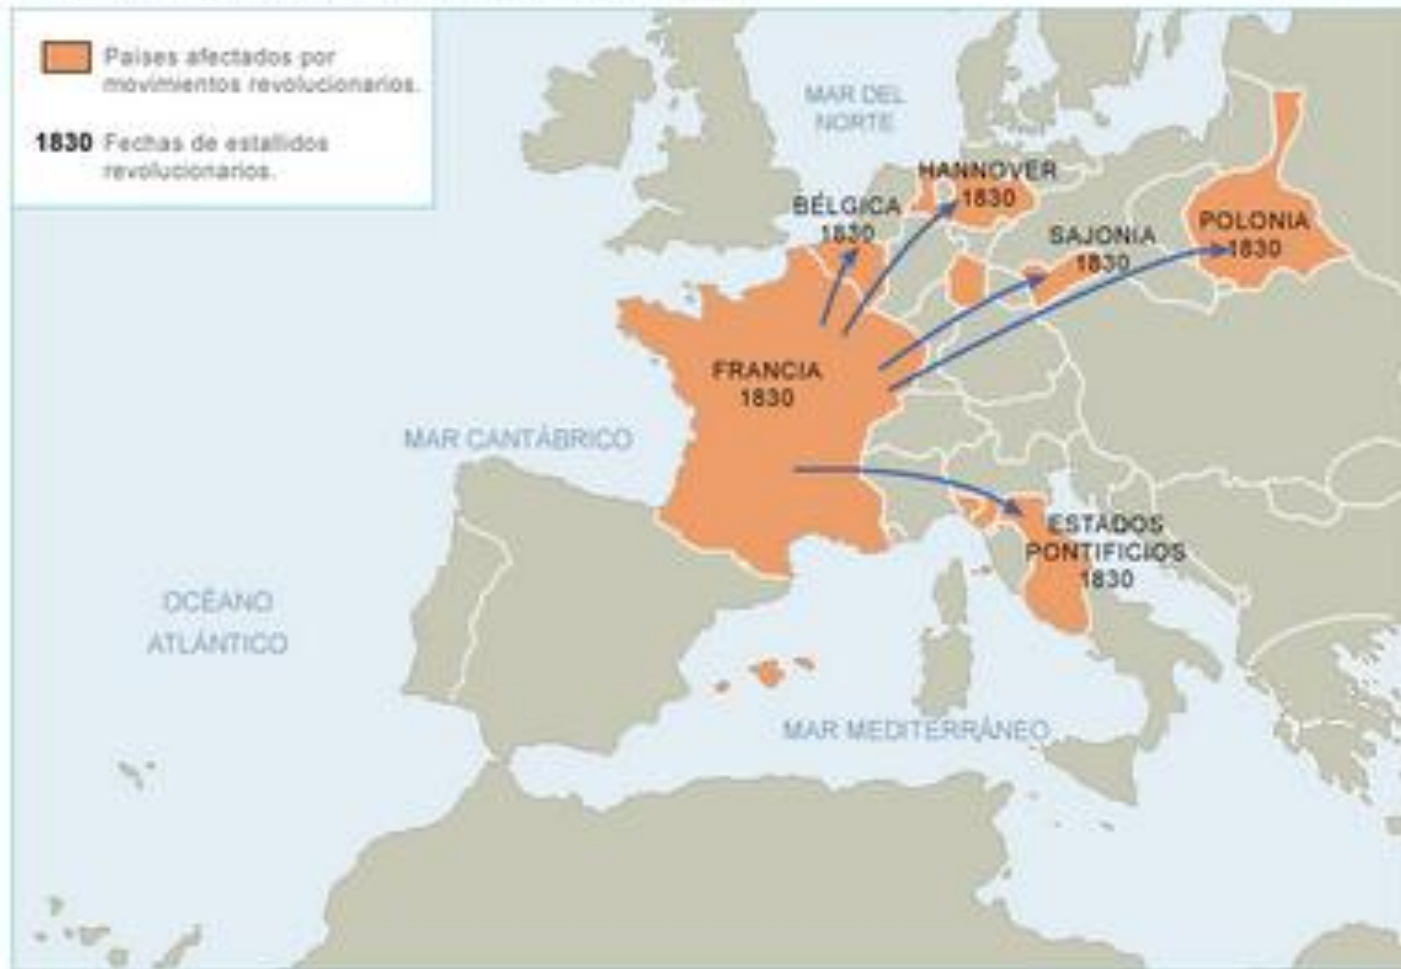 Países afectados por
movimientos revolucionarios.
1830 Fechas de estallidos
revolucionarios.
MAR DEL
NORTE
HANNOVER
1830
BÉLGICA
1830
SAJONIA
1830
POLONIA
1830
FRANCIA
1830
MAR CANTÁBRICO
ESTADOS
PONTIFICIOS
1830
OCÉANO
ATLÁNTICO
MAR MEDITERRÁNEO